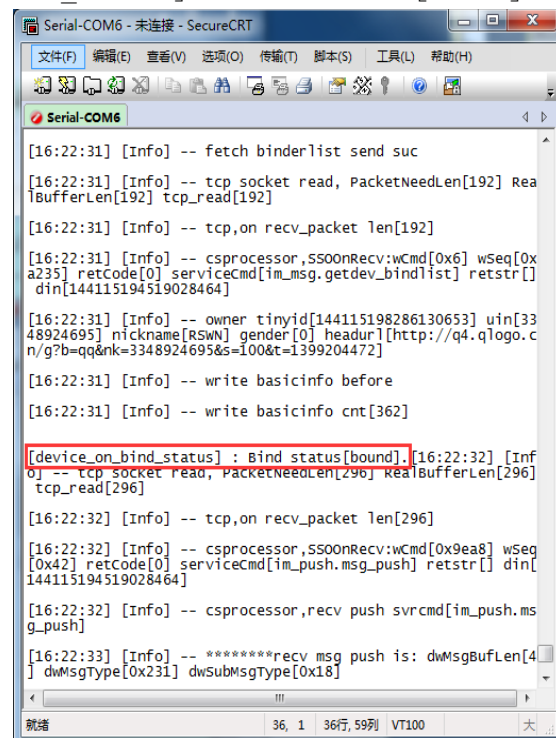 Serial-COM6 - 未连接 - SecureCRT
文件(F) 编辑(E) 查看(V) 选项(O) 传输(T) 脚本(S) 工具(L) 帮助(H)
Serial-COM6
[16:22:31] [Info] -- fetch binderlist send suc
[16:22:31] [Info] -- tcp socket read, PacketNeedLen[192] Rea
lBufferLen[192] tcp_read[192]
[16:22:31] [Info] -- tcp,on recv_packet len[192]
[16:22:31] [Info] -- csprocessor,SSOOnRecv:wCmd[0x6] wSeq[0x
a235] retCode[0] serviceCmd[im_msg.getdev_bindlist] retstr[]
din[144115194519028464]
[16:22:31] [Info] -- owner tinyid[144115198286130653] uin[33
48924695] nickname[RSWN] gender[0] headurl[http://q4.qlogo.c
n/g?b=qq&nk=3348924695&s=100&t=1399204472]
[16:22:31] [Info] -- write basicinfo before
[16:22:31] [Info] -- write basicinfo cnt[362]
[device_on_bind_status] : Bind status[bound].[16:22:32] [Inf
o] -- tcp socket read, PacketNeedLen[296] RealBufferLen[296]
tcp_read[296]
[16:22:32] [Info] -- tcp,on recv_packet len[296]
[16:22:32] [Info] -- csprocessor,SSOOnRecv:wCmd[0x9ea8] wSeq
[0x42] retCode[0] serviceCmd[im_push.msg_push] retstr[] din[
144115194519028464]
[16:22:32] [Info] -- csprocessor,recv push svrcmd[im_push.ms
g_push]
[16:22:33] [Info] -- ********recv msg push is: dwMsgBufLen[4
] dwMsgType[0x231] dwSubMsgType[0x18]
就绪 36, 1 36行, 59列 VT100 大